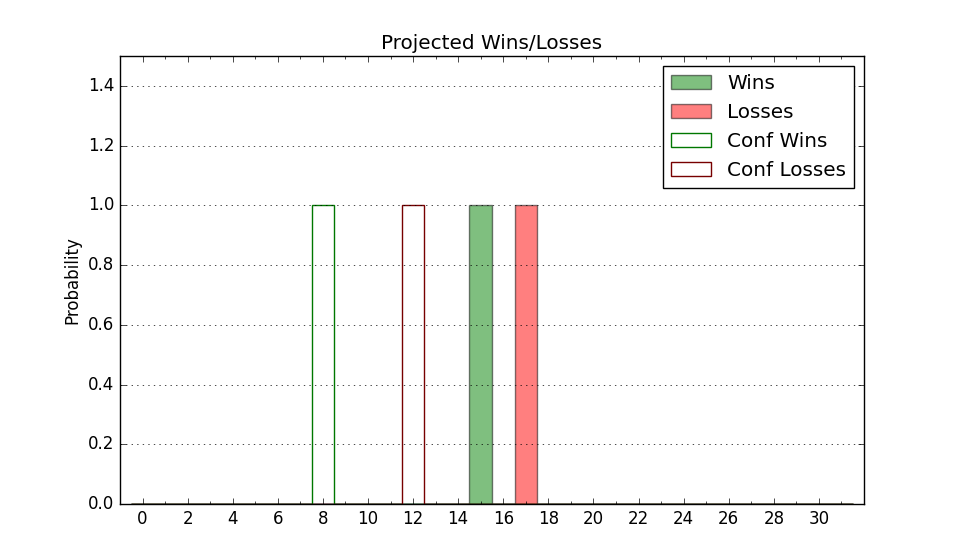 Projected Wins/Losses
Wins
Losses
Conf Wins
Conf Losses
Probability
1.4
1.2
1.0
0.8
0.6
0.4
0.2
0.0
0 2 4 6 8 10 12 14 16 18 20 22 24 26 28 30